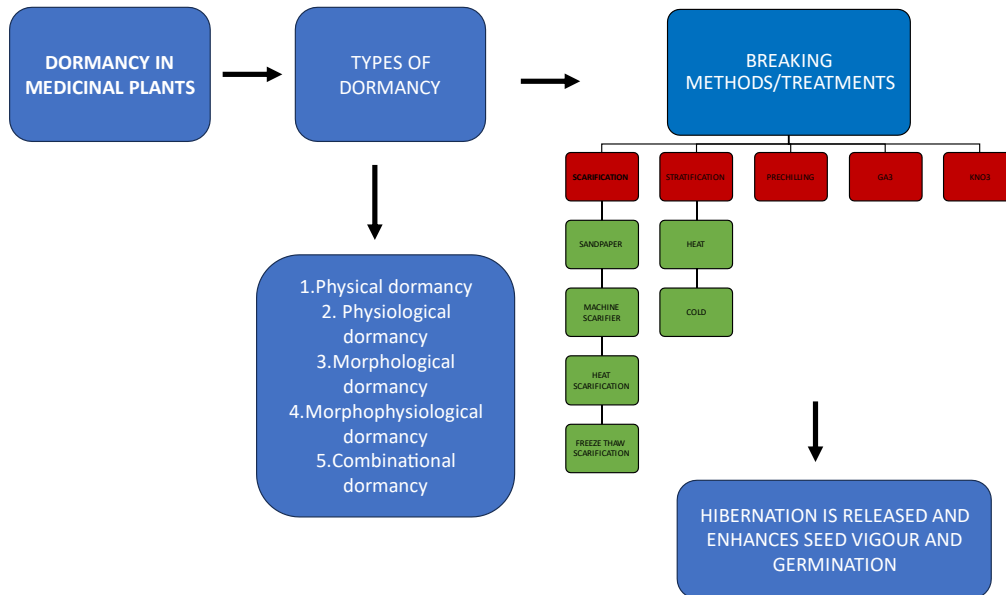 DORMANCY IN
MEDICINAL PLANTS
TYPES OF
DORMANCY
BREAKING
METHODS/TREATMENTS
SCARIFICATION
STRATIFICATION
PRECHILLING
GA3
KNO3
SANDPAPER
HEAT
MACHINE
SCARIFIER
COLD
HEAT
SCARIFICATION
FREEZE THAW
SCARIFICATION
1.Physical dormancy
2. Physiological
dormancy
3.Morphological
dormancy
4.Morphophysiological
dormancy
5.Combinational
dormancy
HIBERNATION IS RELEASED AND
ENHANCES SEED VIGOUR AND
GERMINATION